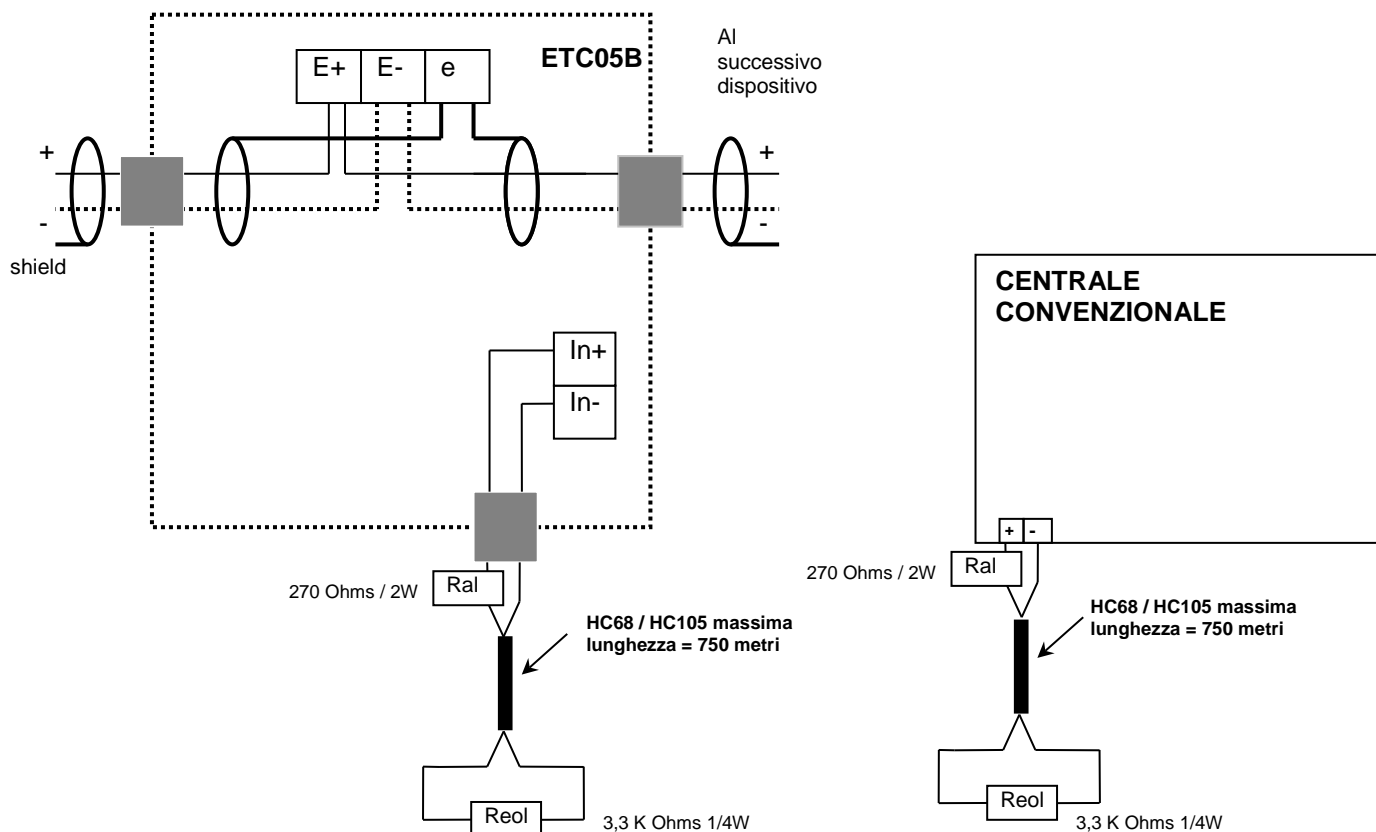 ETC05B
Al
successivo
dispositivo
E+ E- e
+
-
shield
+
-
In+
In-
270 Ohms / 2W
Ral
HC68 / HC105 massima
lunghezza = 750 metri
Reol
3,3 K Ohms 1/4W
CENTRALE
CONVENZIONALE
+ -
270 Ohms / 2W
Ral
HC68 / HC105 massima
lunghezza = 750 metri
Reol
3,3 K Ohms 1/4W